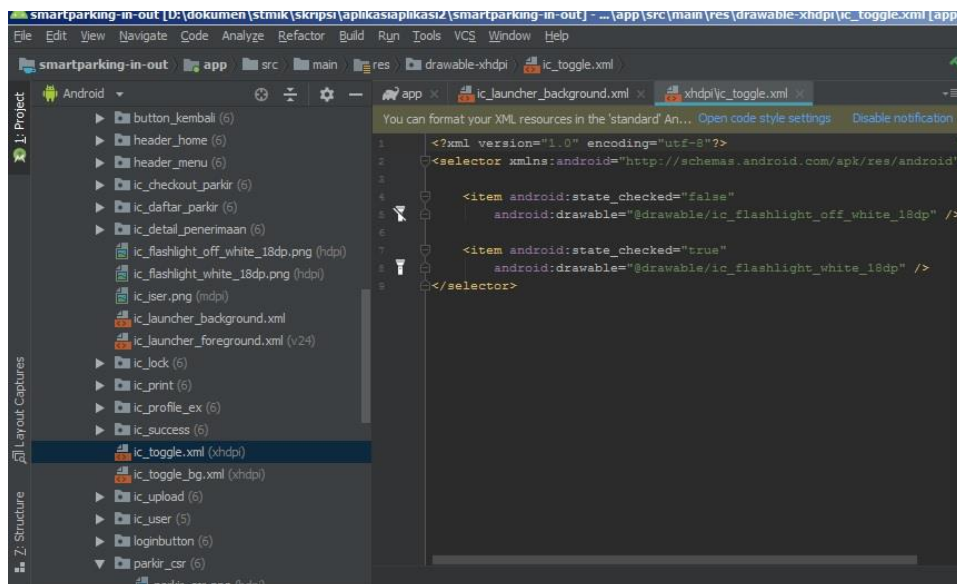 smartparking-in-out [D:\dokumen\stmik\skripsi\aplikasiaplikasi2\smartparking-in-out] - ...\app\src\main\res\drawable-xhdpi\ic_toggle.xml [app
File Edit View Navigate Code Analyze Refactor Build Run Tools VCS Window Help
smartparking-in-out app src main res drawable-xhdpi ic_toggle.xml
1: Project
Layout Captures
Z: Structure
Android
button_kembali (6)
header_home (6)
header_menu (6)
ic_checkout_parkir (6)
ic_daftar_parkir (6)
ic_detail_penerimaan (6)
ic_flashlight_off_white_18dp.png (hdpi)
ic_flashlight_white_18dp.png (hdpi)
ic_iser.png (mdpi)
ic_launcher_background.xml
ic_launcher_foreground.xml (v24)
ic_lock (6)
ic_print (6)
ic_profile_ex (6)
ic_success (6)
ic_toggle.xml (xhdpi)
ic_toggle_bg.xml (xhdpi)
ic_upload (6)
ic_user (5)
loginbutton (6)
parkir_csr (6)
app ic_launcher_background.xml xhdpi\ic_toggle.xml
You can format your XML resources in the 'standard' An... Open code style settings Disable notification
1 <?xml version="1.0" encoding="utf-8"?>
2 <selector xmlns:android="http://schemas.android.com/apk/res/android"
3
4 <item android:state_checked="false"
5 android:drawable="@drawable/ic_flashlight_off_white_18dp" />
6
7 <item android:state_checked="true"
8 android:drawable="@drawable/ic_flashlight_white_18dp" />
9 </selector>